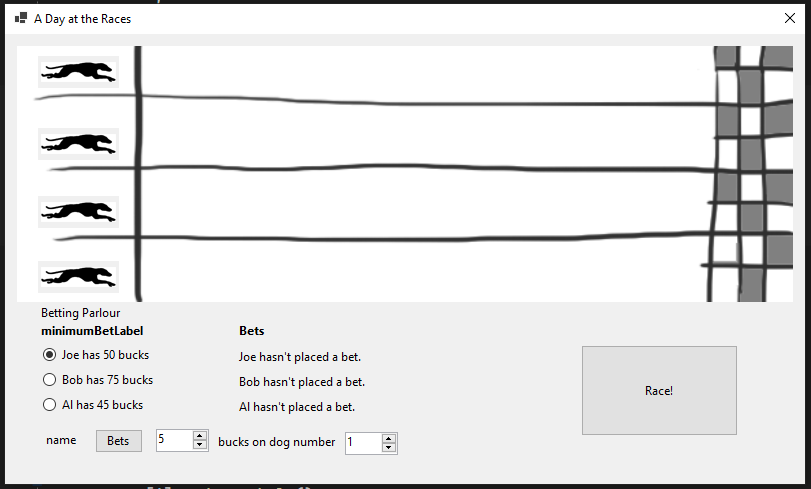 A Day at the Races
Betting Parlour
minimumBetLabel
Bets
Joe has 50 bucks
Joe hasn't placed a bet.
Bob has 75 bucks
Bob hasn't placed a bet.
Al has 45 bucks
Al hasn't placed a bet.
Race!
name
Bets
5
bucks on dog number
1